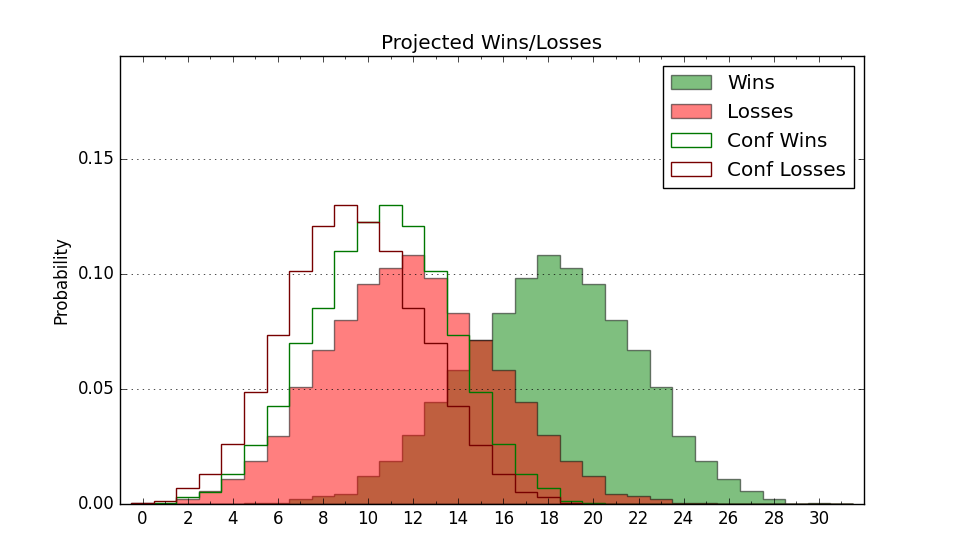 Projected Wins/Losses
Wins
Losses
Conf Wins
Conf Losses
Probability
0.15
0.10
0.05
0.00
0 2 4 6 8 10 12 14 16 18 20 22 24 26 28 30